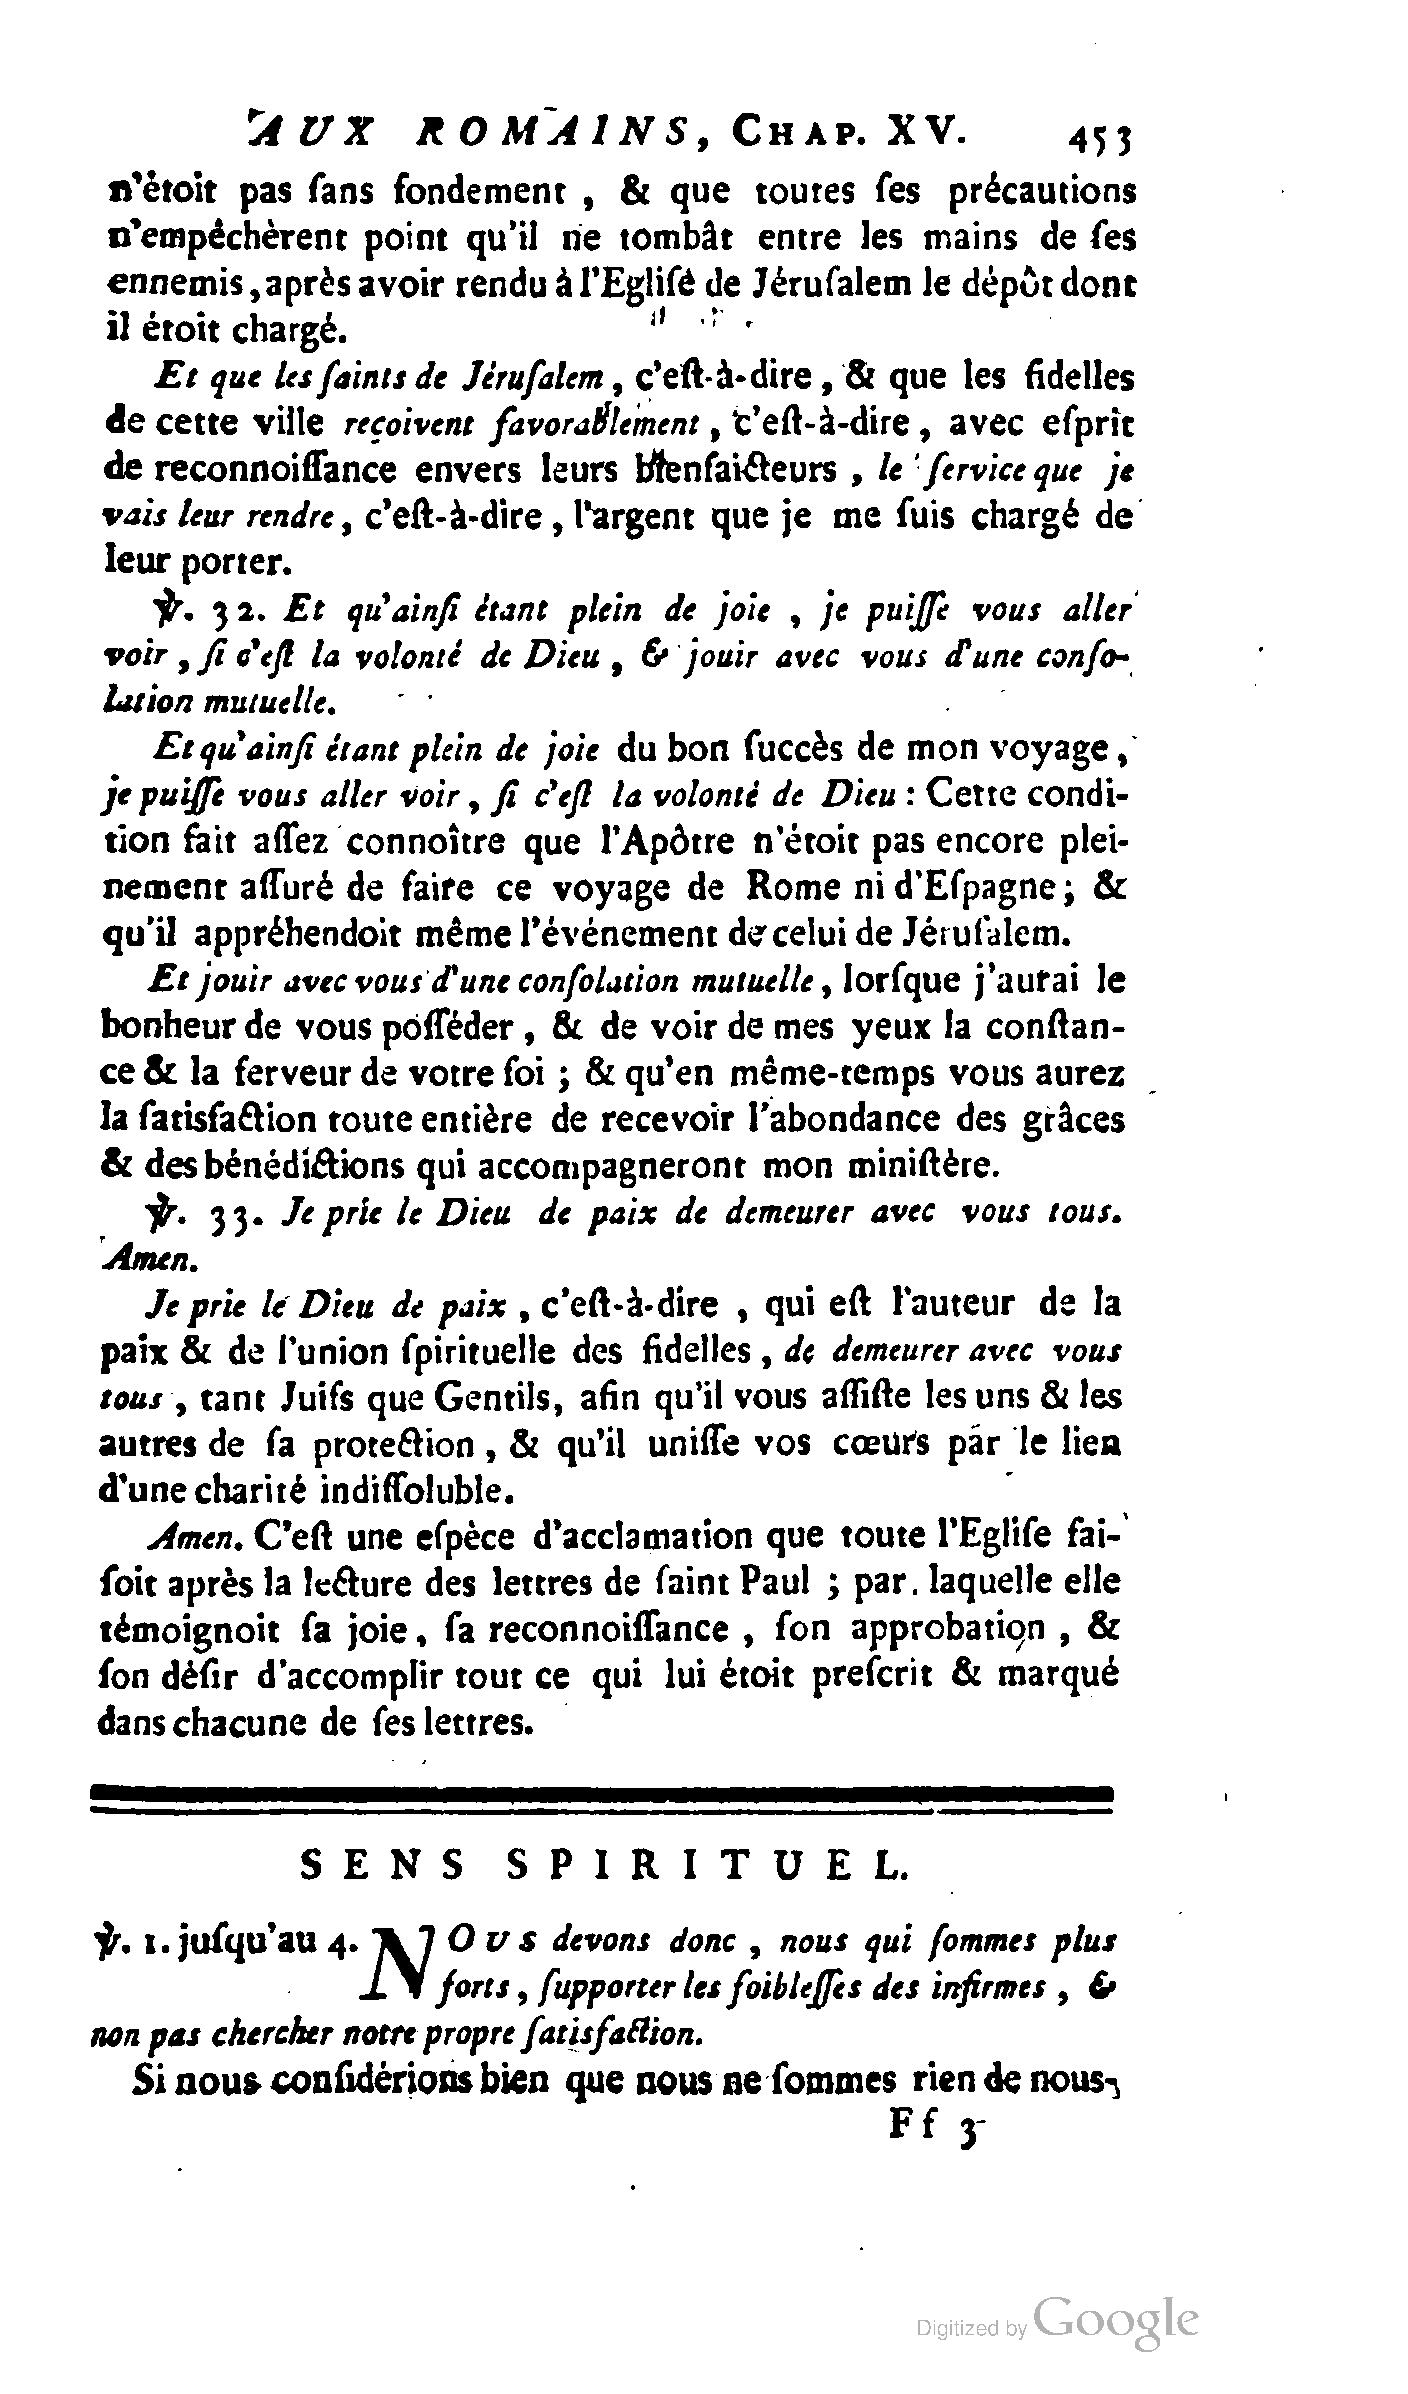 AUX ROMAINS, CHAP. XV. 453
n'étoit pas ſans fondement , & que toutes ſes précautions
n'empêchèrent point qu'il ne tombât entre les mains de ſes
ennemis, après avoir rendu à l'Egliſe de Jéruſalem le dépôt dont
il étoit chargé.
Et que les ſaints de Jéruſalem, c'eſt-à-dire, & que les fidelles
de cette ville reçoivent favorablement, c'eſt-à-dire, avec eſprit
de reconnoiſſance envers leurs bienfaicteurs , le ſervice que je
vais leur rendre, c'eſt-à-dire, l'argent que je me ſuis chargé de
leur porter.
℣. 32. Et qu'ainſi étant plein de joie , je puiſſe vous aller
voir , ſi c'eſt la volonté de Dieu , & jouir avec vous d'une conſo-
lation mutuelle.
Et qu'ainſi étant plein de joie du bon ſuccès de mon voyage,
je puiſſe vous aller voir , ſi c'eſt la volonté de Dieu : Cette condi-
tion fait aſſez connoître que l'Apôtre n'étoit pas encore plei-
nement aſſuré de faire ce voyage de Rome ni d'Eſpagne; &
qu'il appréhendoit même l'événement de celui de Jéruſalem.
Et jouir avec vous d'une conſolation mutuelle, lorſque j'aurai le
bonheur de vous poſſéder , & de voir de mes yeux la conſtan-
ce & la ferveur de votre foi ; & qu'en même-temps vous aurez
la ſatisfaction toute entière de recevoir l'abondance des grâces
& des bénédictions qui accompagneront mon miniſtère.
℣. 33. Je prie le Dieu de paix de demeurer avec vous tous.
Amen.
Je prie le Dieu de paix , c'eſt-à-dire , qui eſt l'auteur de la
paix & de l'union ſpirituelle des fidelles , de demeurer avec vous
tous , tant Juifs que Gentils, afin qu'il vous aſſiſte les uns & les
autres de ſa protection , & qu'il uniſſe vos cœurs par le lien
d'une charité indiſſoluble.
Amen. C'eſt une eſpèce d'acclamation que toute l'Egliſe fai-
ſoit après la lecture des lettres de ſaint Paul ; par laquelle elle
témoignoit ſa joie, ſa reconnoiſſance , ſon approbation , &
ſon déſir d'accomplir tout ce qui lui étoit preſcrit & marqué
dans chacune de ſes lettres.
SENS SPIRITUEL.
℣. 1. juſqu'au 4. NOUS devons donc , nous qui ſommes plus
forts , ſupporter les foibleſſes des infirmes , &
non pas chercher notre propre ſatisfaction.
Si nous conſidérions bien que nous ne ſommes rien de nous-
Ff 3
Digitized by Google